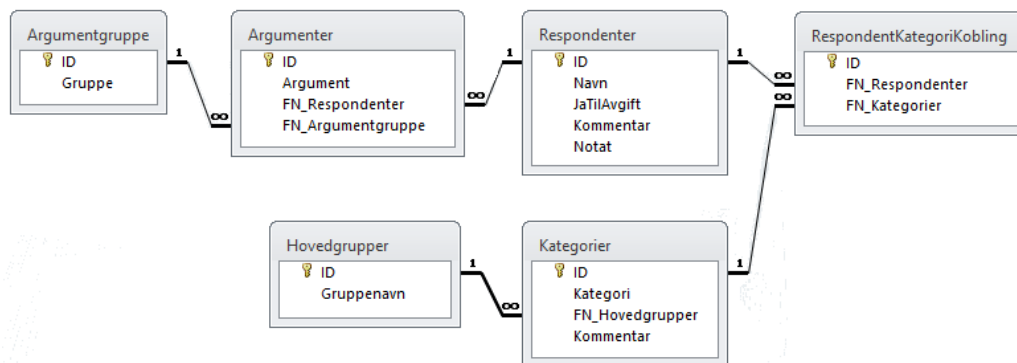 Argumentgruppe
ID
Gruppe
1
∞
Argumenter
ID
Argument
FN_Respondenter
FN_Argumentgruppe
1
∞
Respondenter
ID
Navn
JaTilAvgift
Kommentar
Notat
1
∞
∞
RespondentKategoriKobling
ID
FN_Respondenter
FN_Kategorier
Hovedgrupper
ID
Gruppenavn
1
∞
Kategorier
ID
Kategori
FN_Hovedgrupper
Kommentar
1